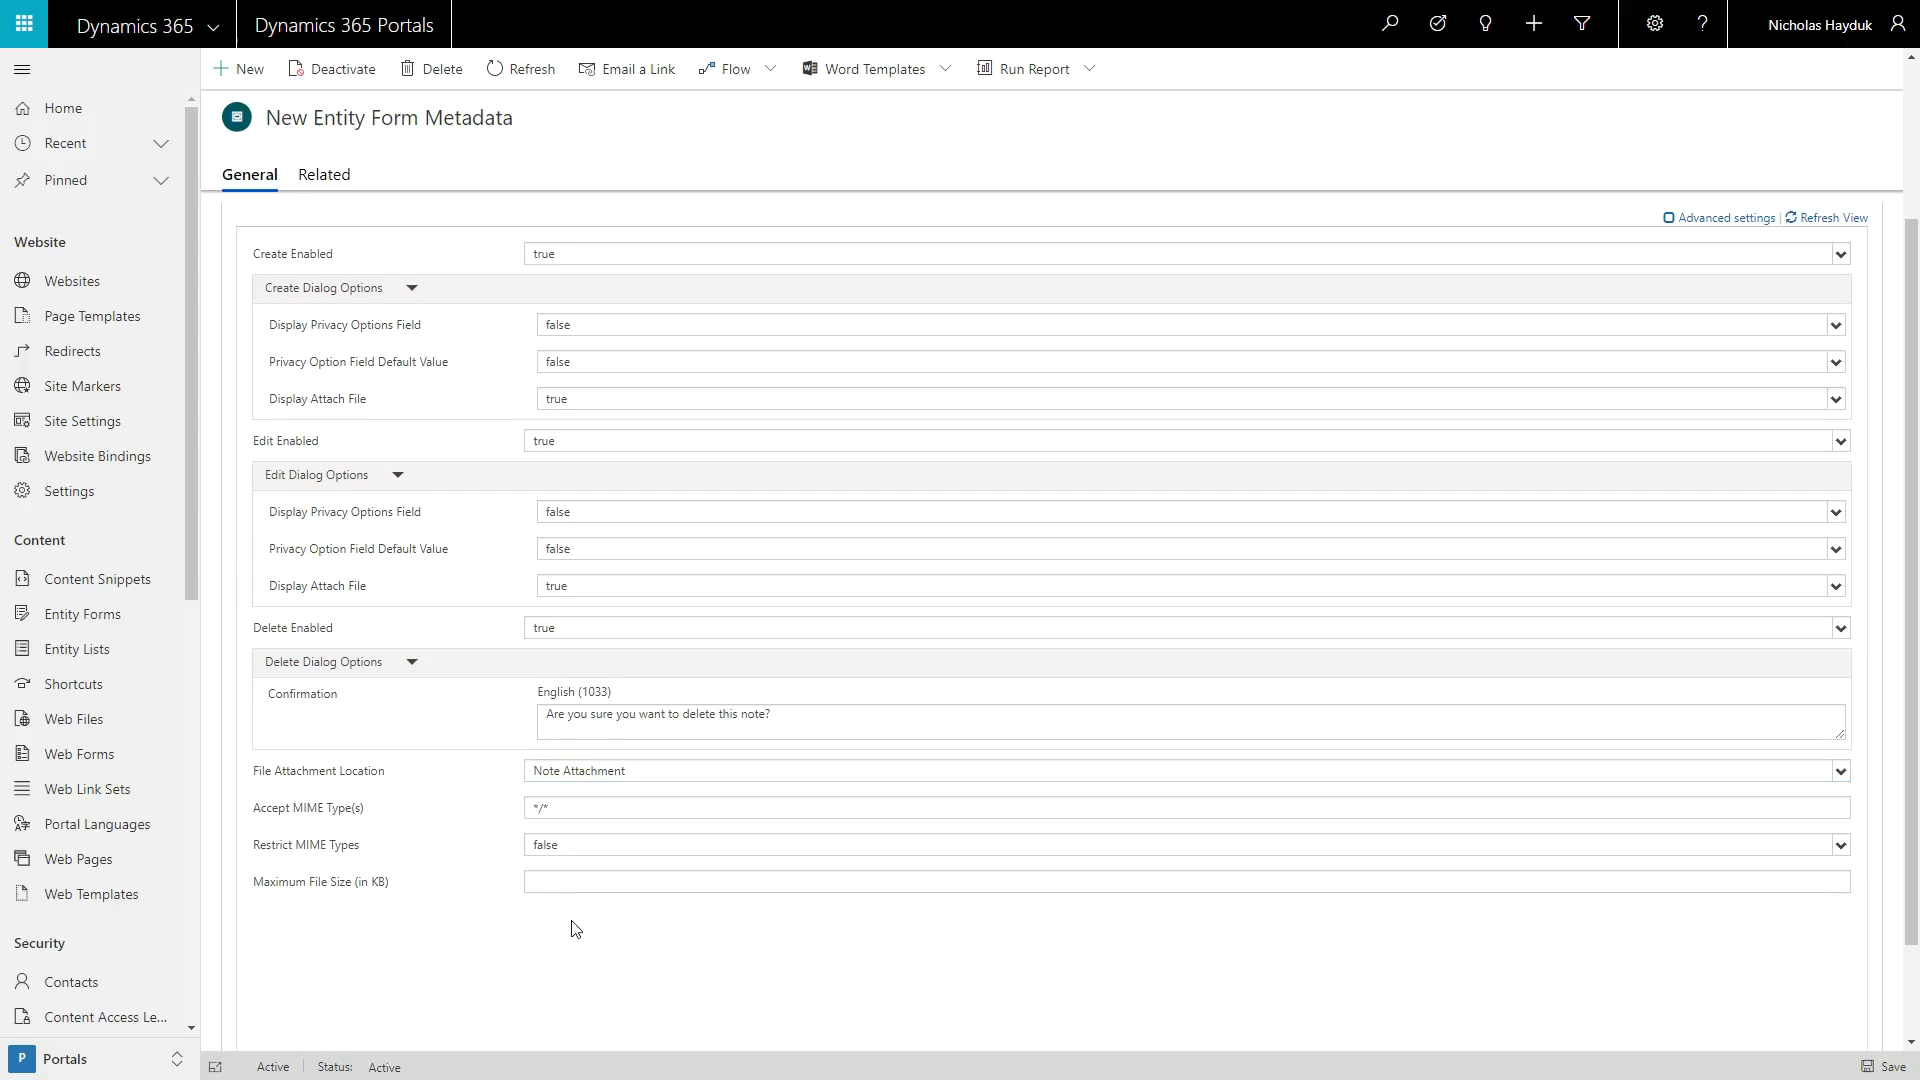 Dynamics 365
Dynamics 365 Portals
Nicholas Hayduk
New
Deactivate
Delete
Refresh
Email a Link
Flow
Word Templates
Run Report
Home
Recent
Pinned
Website
Websites
Page Templates
Redirects
Site Markers
Site Settings
Website Bindings
Settings
Content
Content Snippets
Entity Forms
Entity Lists
Shortcuts
Web Files
Web Forms
Web Link Sets
Portal Languages
Web Pages
Web Templates
Security
Contacts
Content Access Le...
P Portals
New Entity Form Metadata
General Related
Advanced settings | Refresh View
Create Enabled true
Create Dialog Options
Display Privacy Options Field false
Privacy Option Field Default Value false
Display Attach File true
Edit Enabled true
Edit Dialog Options
Display Privacy Options Field false
Privacy Option Field Default Value false
Display Attach File true
Delete Enabled true
Delete Dialog Options
Confirmation English (1033)
Are you sure you want to delete this note?
File Attachment Location Note Attachment
Accept MIME Type(s) */*
Restrict MIME Types false
Maximum File Size (in KB)
Active Status: Active
Save